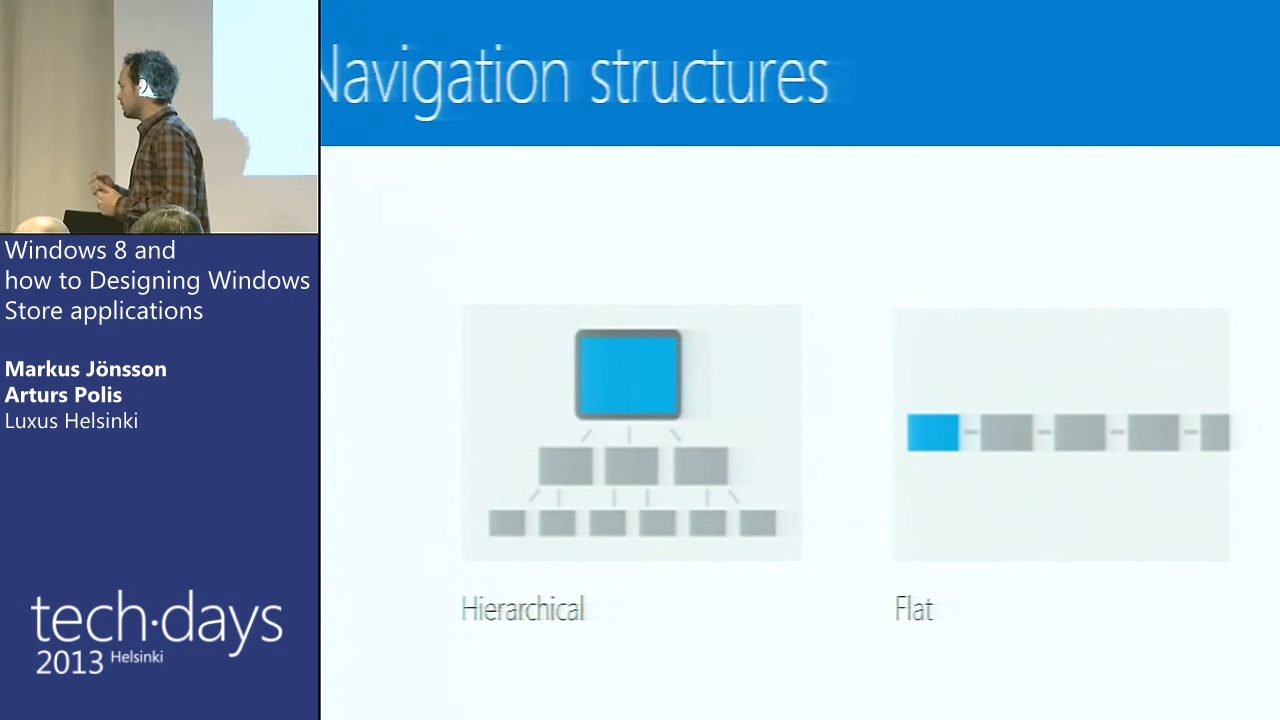 Navigation structures
Windows 8 and
how to Designing Windows
Store applications
Markus Jönsson
Arturs Polis
Luxus Helsinki
Hierarchical
Flat
tech·days
2013 Helsinki